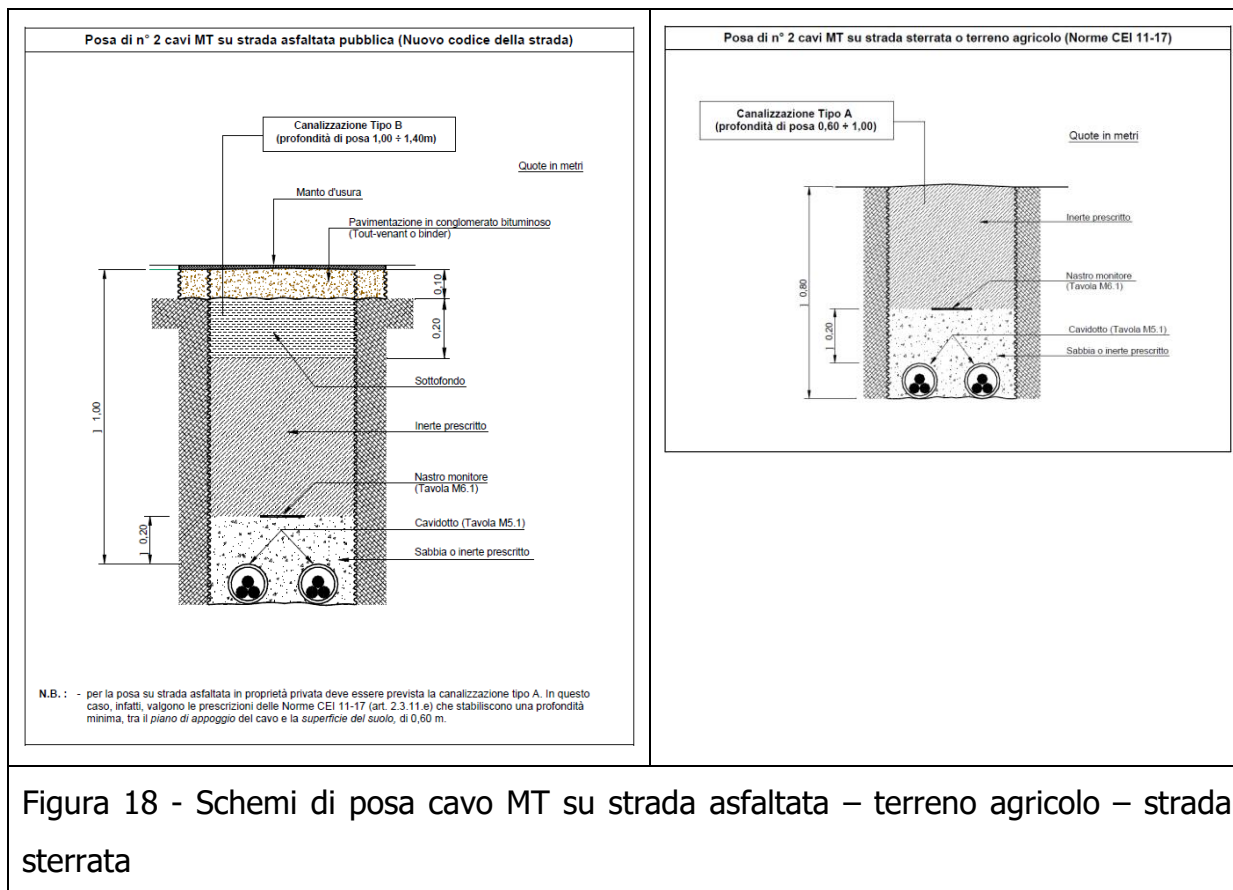 Posa di n° 2 cavi MT su strada asfaltata pubblica (Nuovo codice della strada)
Canalizzazione Tipo B
(profondità di posa 1,00 ÷ 1,40m)
Quote in metri
Manto d'usura
Pavimentazione in conglomerato bituminoso
(Tout-venant o binder)
0,10
0,20
] 1,00
Sottofondo
Inerte prescritto
Nastro monitore
(Tavola M6.1)
] 0,20
Cavidotto (Tavola M5.1)
Sabbia o inerte prescritto
N.B. : - per la posa su strada asfaltata in proprietà privata deve essere prevista la canalizzazione tipo A. In questo
caso, infatti, valgono le prescrizioni delle Norme CEI 11-17 (art. 2.3.11.e) che stabiliscono una profondità
minima, tra il piano di appoggio del cavo e la superficie del suolo, di 0,60 m.
Posa di n° 2 cavi MT su strada sterrata o terreno agricolo (Norme CEI 11-17)
Canalizzazione Tipo A
(profondità di posa 0,60 ÷ 1,00)
Quote in metri
Inerte prescritto
] 0,80
Nastro monitore
(Tavola M6.1)
] 0,20
Cavidotto (Tavola M5.1)
Sabbia o inerte prescritto
Figura 18 - Schemi di posa cavo MT su strada asfaltata – terreno agricolo – strada
sterrata